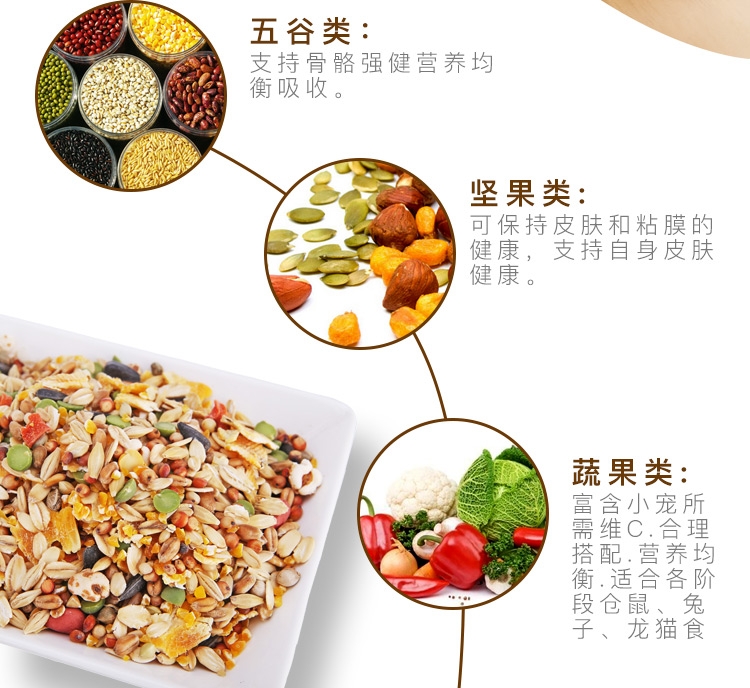 五谷类：
支持骨骼强健营养均
衡吸收。
坚果类：
可保持皮肤和粘膜的
健康，支持自身皮肤
健康。
蔬果类：
富含小宠所
需维C.合理
搭配.营养均
衡.适合各阶
段仓鼠、兔
子、龙猫食